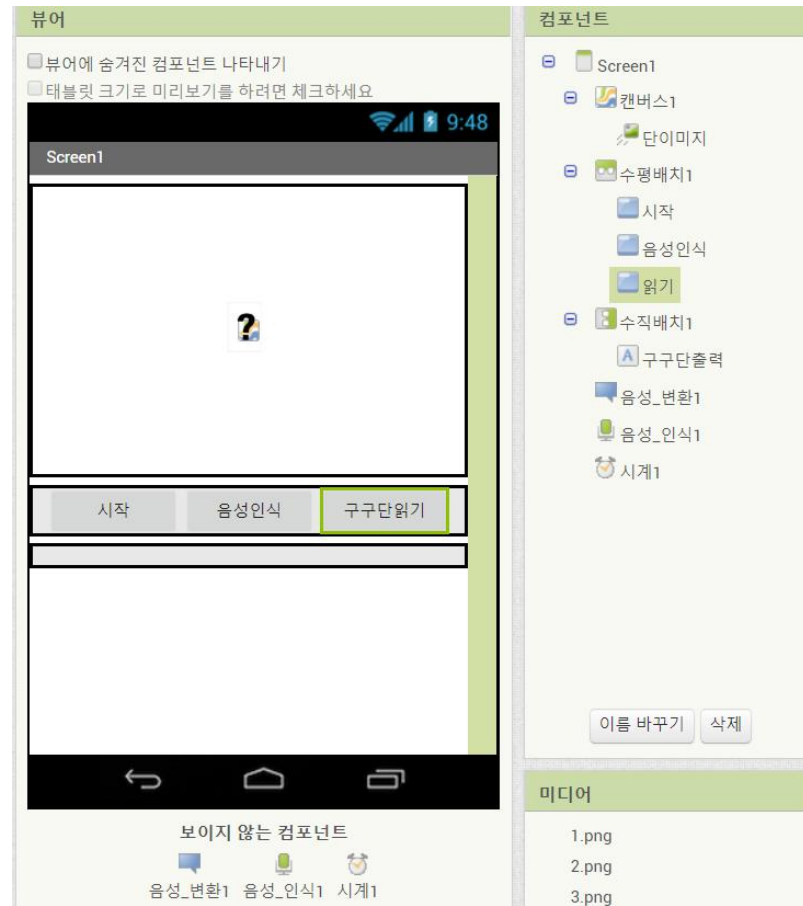 뷰어
뷰어에 숨겨진 컴포넌트 나타내기
태블릿 크기로 미리보기를 하려면 체크하세요
9:48
Screen1
?
시작 음성인식 구구단읽기
보이지 않는 컴포넌트
음성_변환1 음성_인식1 시계1
컴포넌트
Screen1
캔버스1
단이미지
수평배치1
시작
음성인식
읽기
수직배치1
A 구구단출력
음성_변환1
음성_인식1
시계1
이름 바꾸기 삭제
미디어
1.png
2.png
3.png